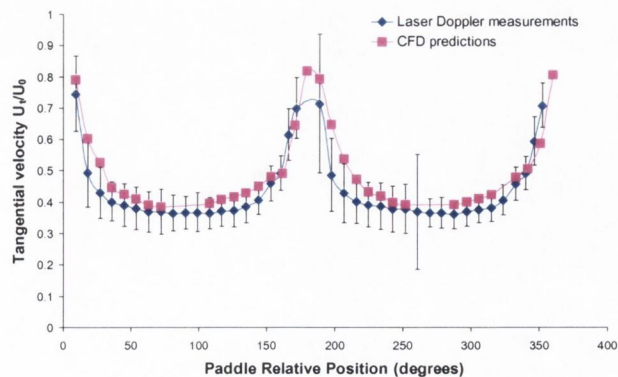 Laser Doppler measurements
CFD predictions
Tangential velocity U₁/U₀
1
0.9
0.8
0.7
0.6
0.5
0.4
0.3
0.2
0.1
0
0 50 100 150 200 250 300 350 400
Paddle Relative Position (degrees)